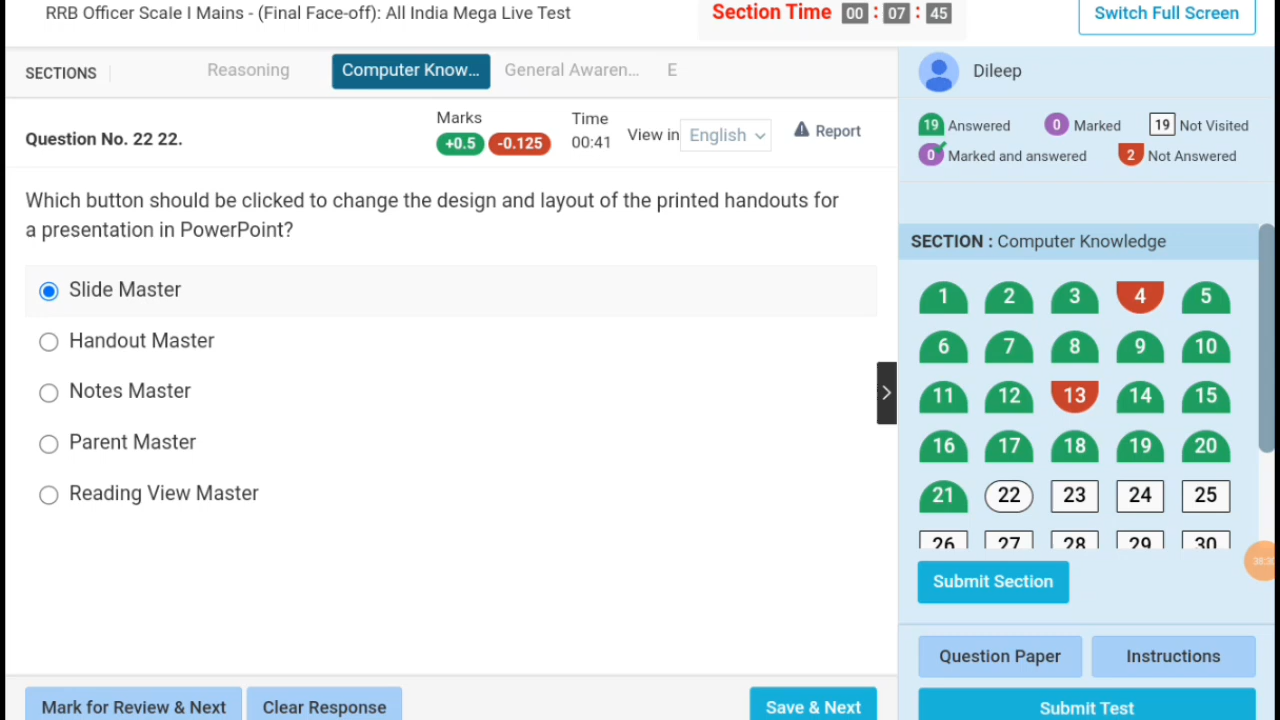 RRB Officer Scale I Mains - (Final Face-off): All India Mega Live Test
Section Time 00 : 07 : 45
Switch Full Screen
SECTIONS
Reasoning
Computer Know...
General Awaren...
E
Dileep
Question No. 22 22.
Marks
+0.5 -0.125
Time
00:41
View in English
Report
19 Answered
0 Marked
19 Not Visited
0 Marked and answered
2 Not Answered
Which button should be clicked to change the design and layout of the printed handouts for
a presentation in PowerPoint?
Slide Master
Handout Master
Notes Master
Parent Master
Reading View Master
SECTION : Computer Knowledge
1 2 3 4 5
6 7 8 9 10
11 12 13 14 15
16 17 18 19 20
21 22 23 24 25
26 27 28 29 30
Submit Section
Question Paper
Instructions
Mark for Review & Next
Clear Response
Save & Next
Submit Test